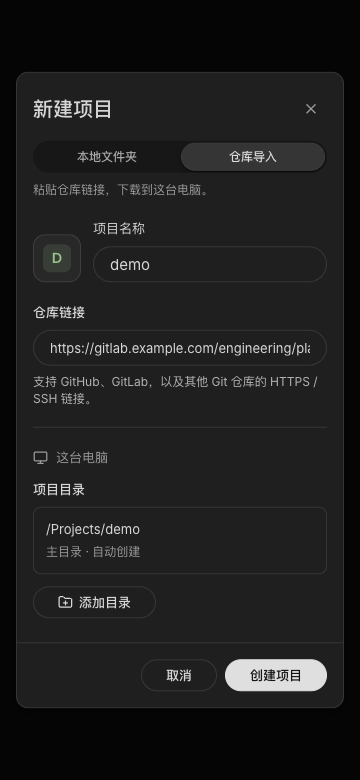 新建项目
本地文件夹
仓库导入
粘贴仓库链接，下载到这台电脑。
项目名称
D
demo
仓库链接
https://gitlab.example.com/engineering/pla
支持 GitHub、GitLab，以及其他 Git 仓库的 HTTPS /
SSH 链接。
这台电脑
项目目录
/Projects/demo
主目录 · 自动创建
添加目录
取消
创建项目